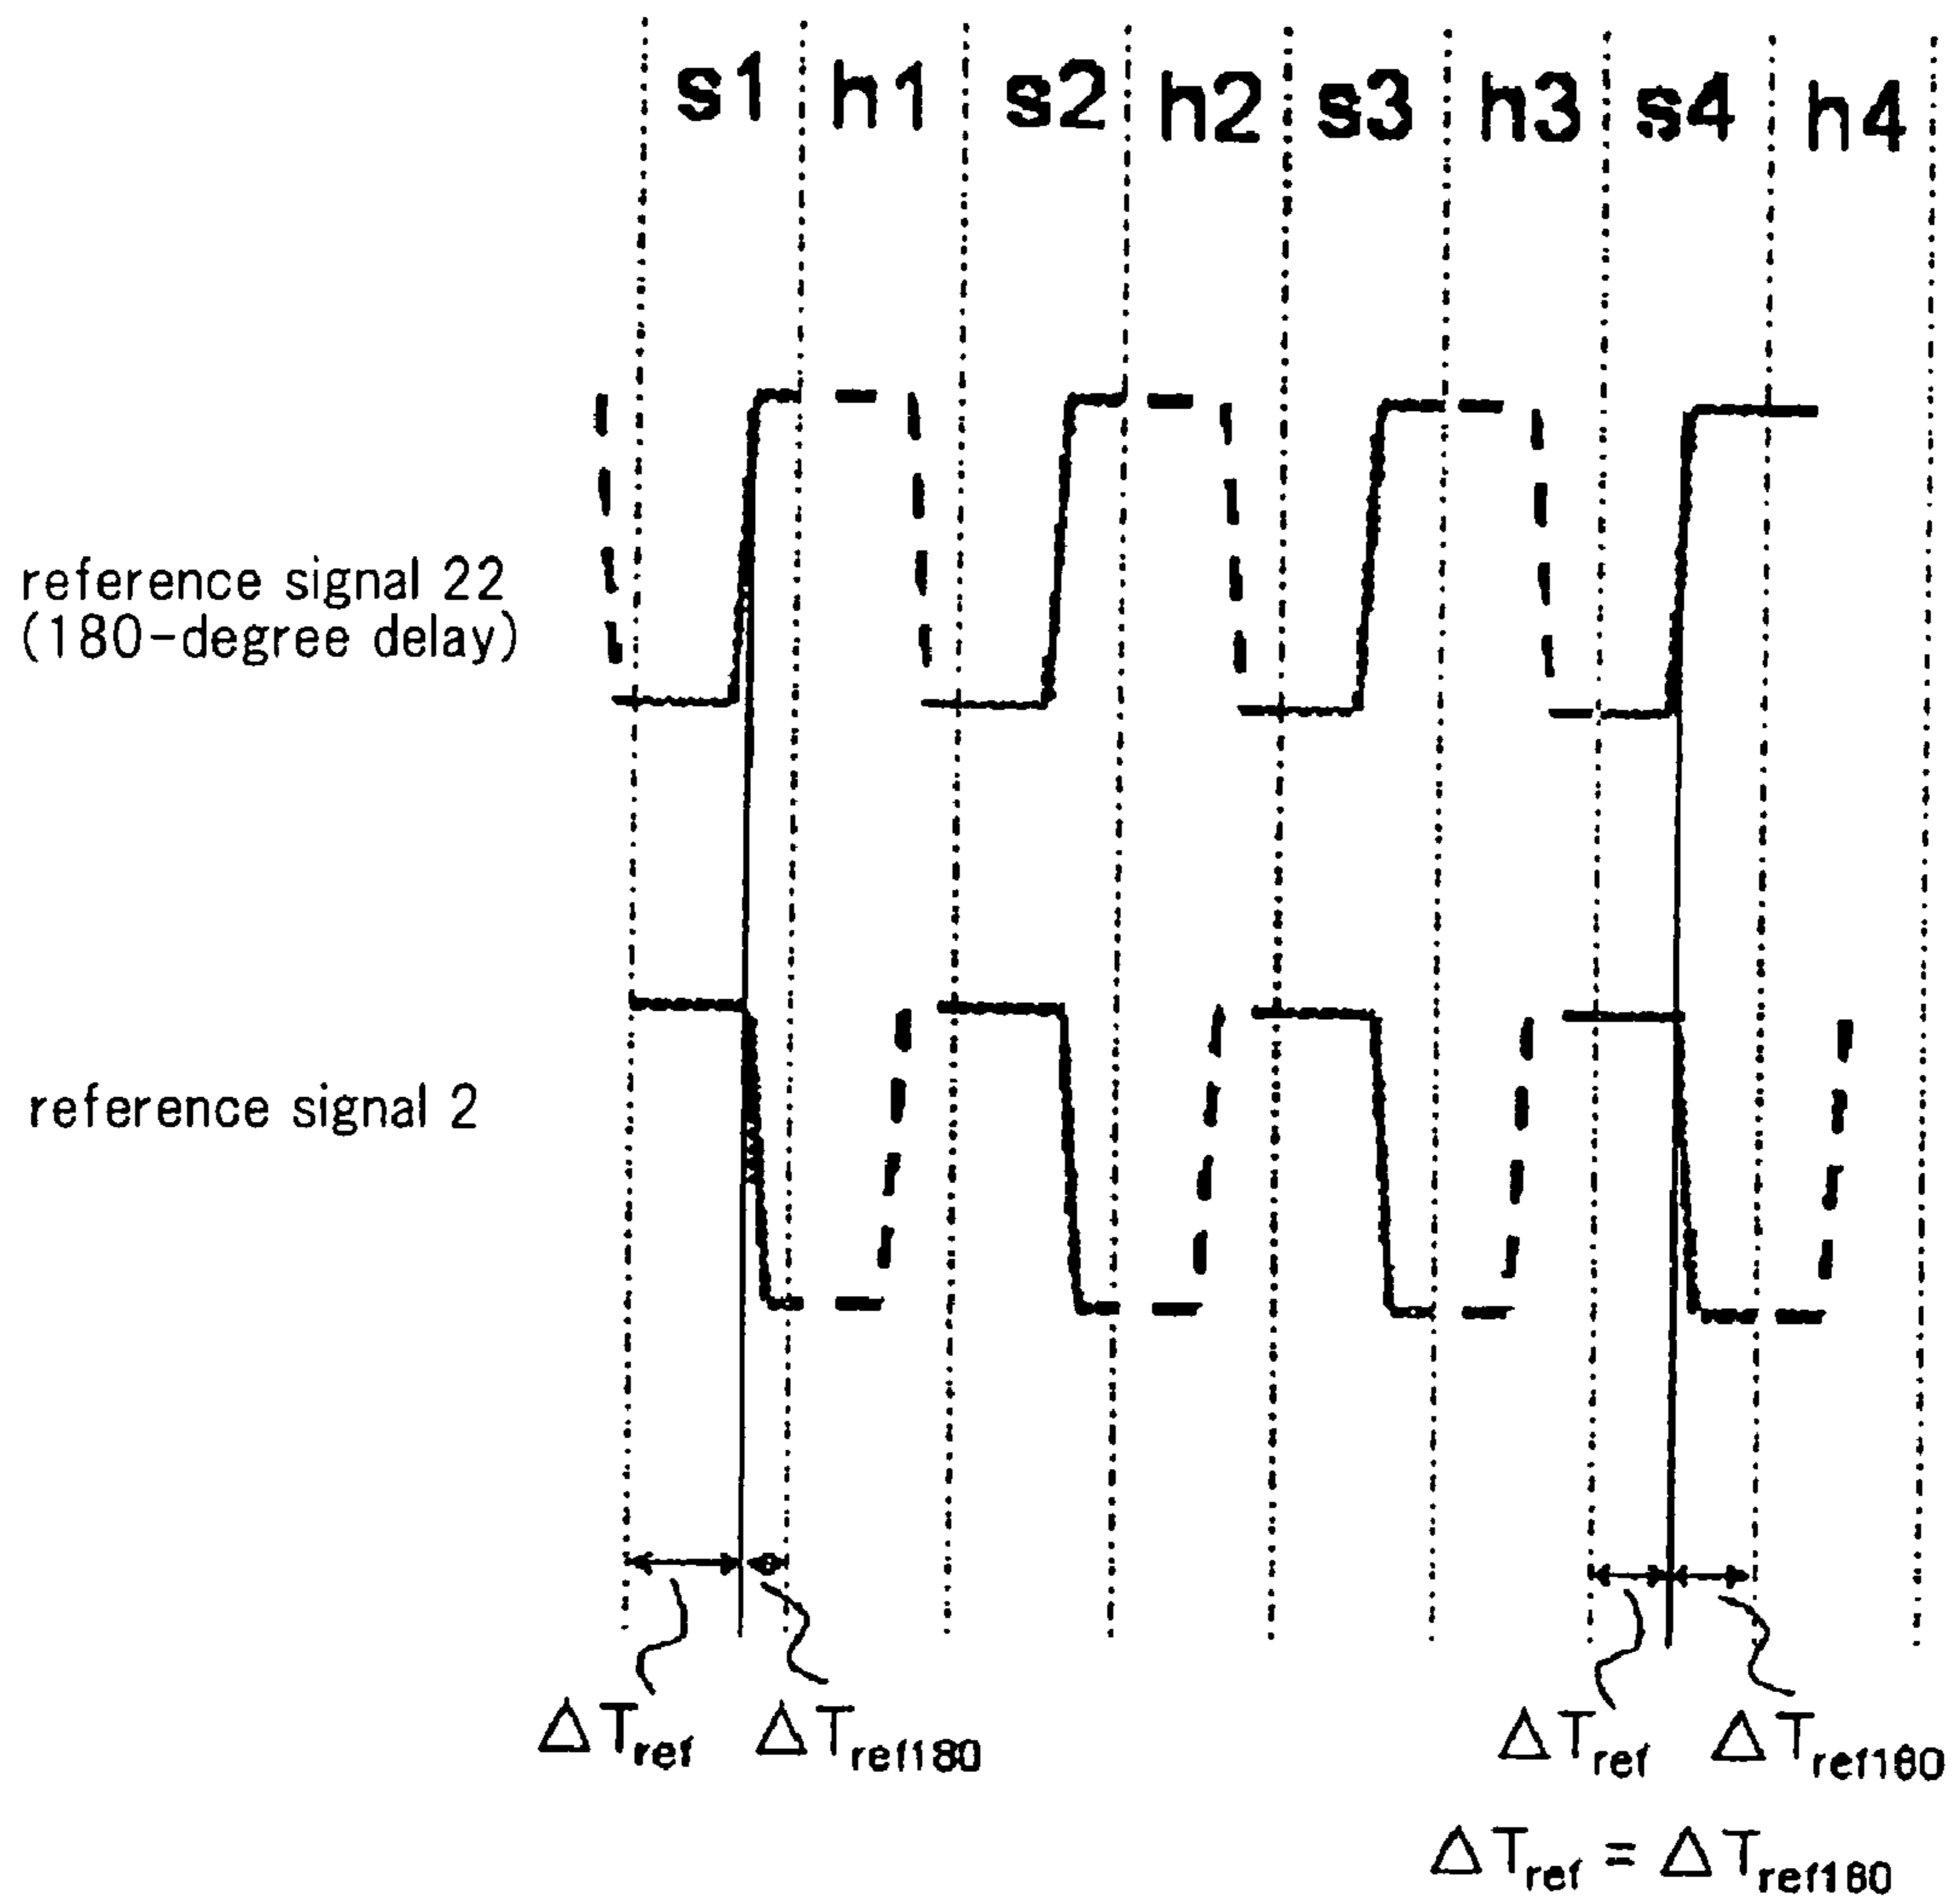 s1 h1 s2 h2 s3 h3 s4 h4
reference signal 22
(180-degree delay)
reference signal 2
ΔTref ΔTref180 ΔTref ΔTref180
ΔTref = ΔTref180